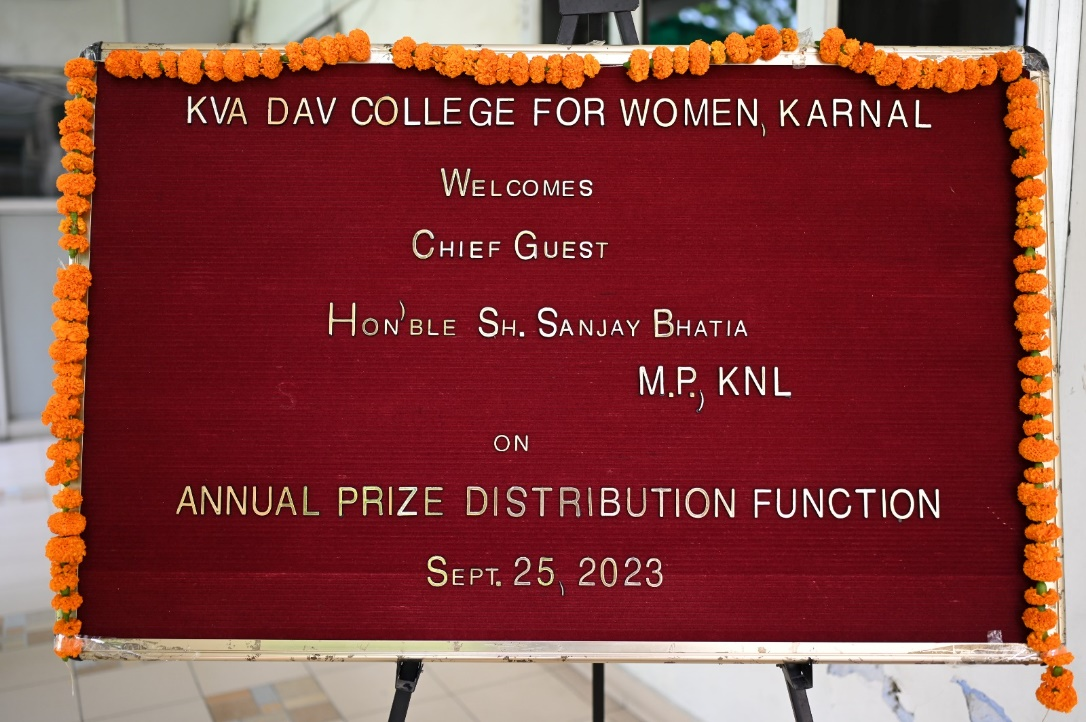 KVA DAV COLLEGE FOR WOMEN, KARNAL
WELCOMES
CHIEF GUEST
HON'BLE SH. SANJAY BHATIA
M.P., KNL
ON
ANNUAL PRIZE DISTRIBUTION FUNCTION
SEPT. 25, 2023